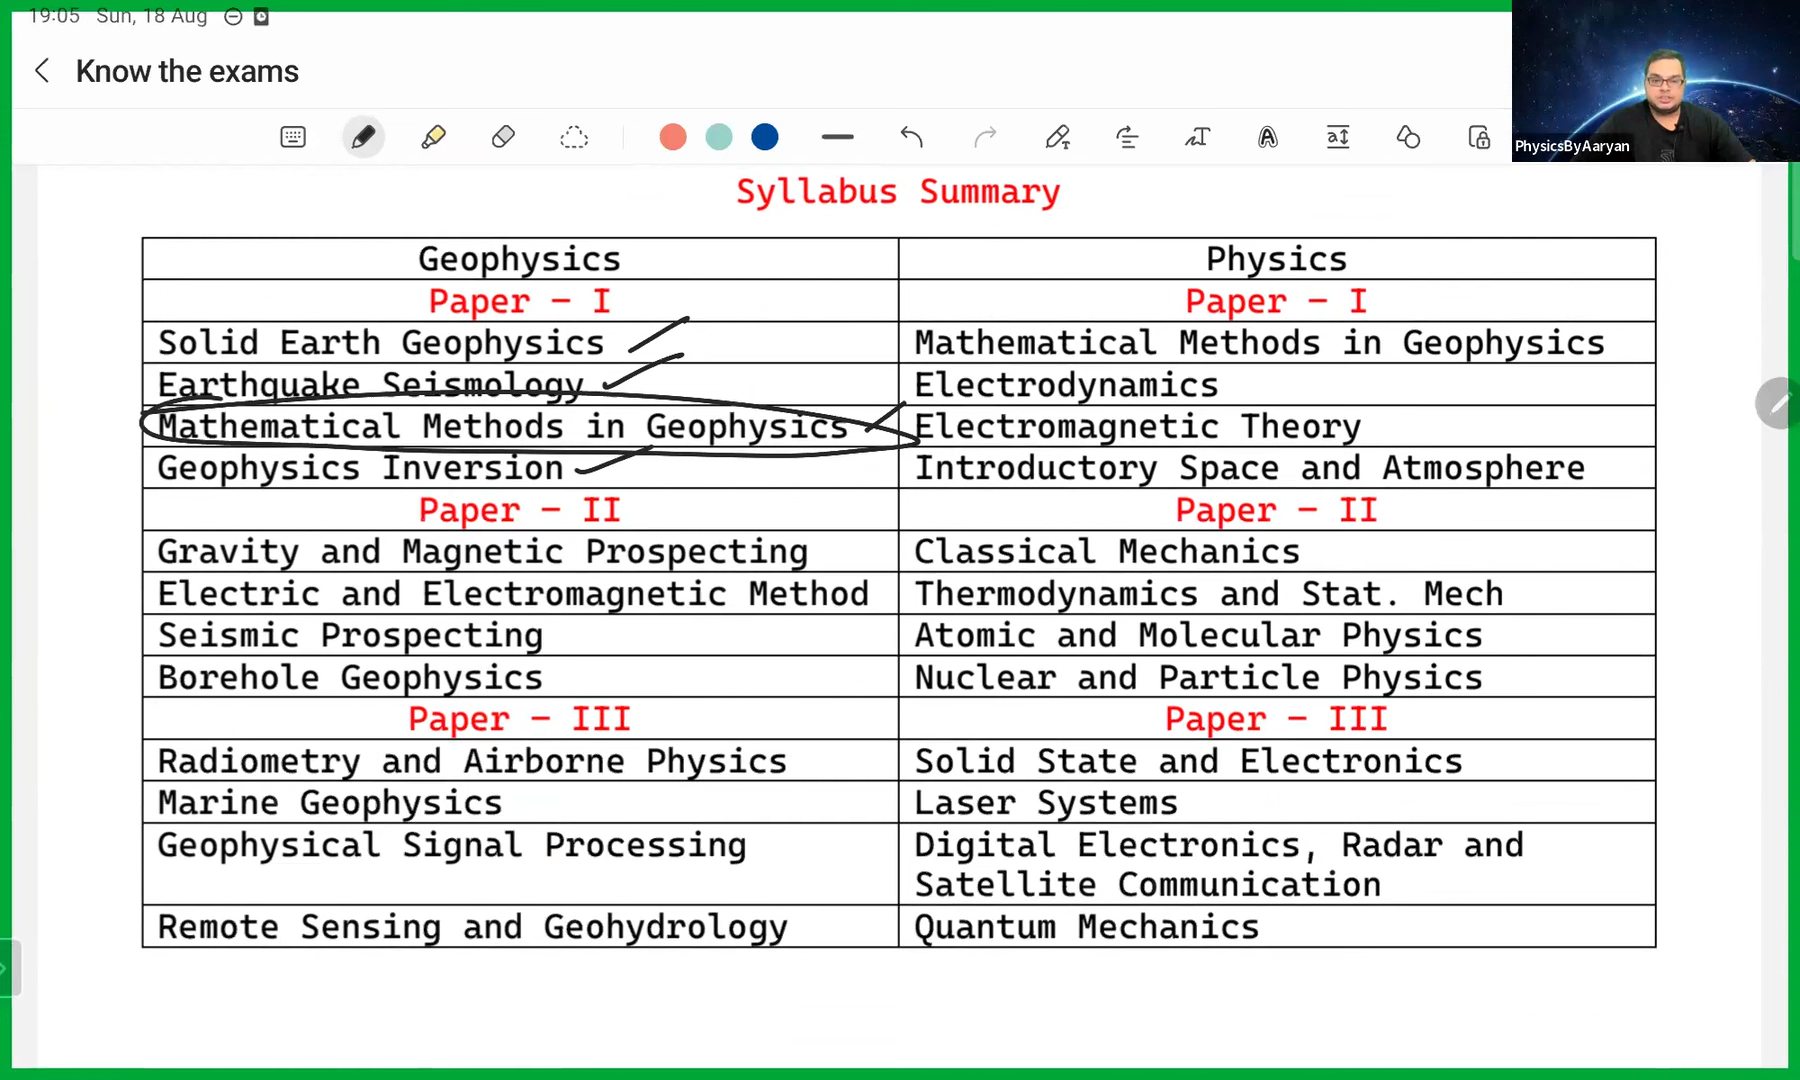 19:05 Sun, 18 Aug
Know the exams
PhysicsByAaryan
Syllabus Summary
Geophysics Physics
Paper – I Paper – I
Solid Earth Geophysics Mathematical Methods in Geophysics
Earthquake Seismology Electrodynamics
Mathematical Methods in Geophysics Electromagnetic Theory
Geophysics Inversion Introductory Space and Atmosphere
Paper – II Paper – II
Gravity and Magnetic Prospecting Classical Mechanics
Electric and Electromagnetic Method Thermodynamics and Stat. Mech
Seismic Prospecting Atomic and Molecular Physics
Borehole Geophysics Nuclear and Particle Physics
Paper – III Paper – III
Radiometry and Airborne Physics Solid State and Electronics
Marine Geophysics Laser Systems
Geophysical Signal Processing Digital Electronics, Radar and
Satellite Communication
Remote Sensing and Geohydrology Quantum Mechanics